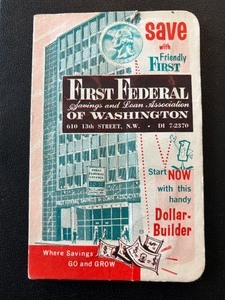 save
with
Friendly
FIRST
FIRST FEDERAL
Savings and Loan Association
OF WASHINGTON
610 13th STREET, N.W. • DI 7-2370
Start
NOW
with this
handy
Dollar-
Builder
Where Savings
GO and GROW